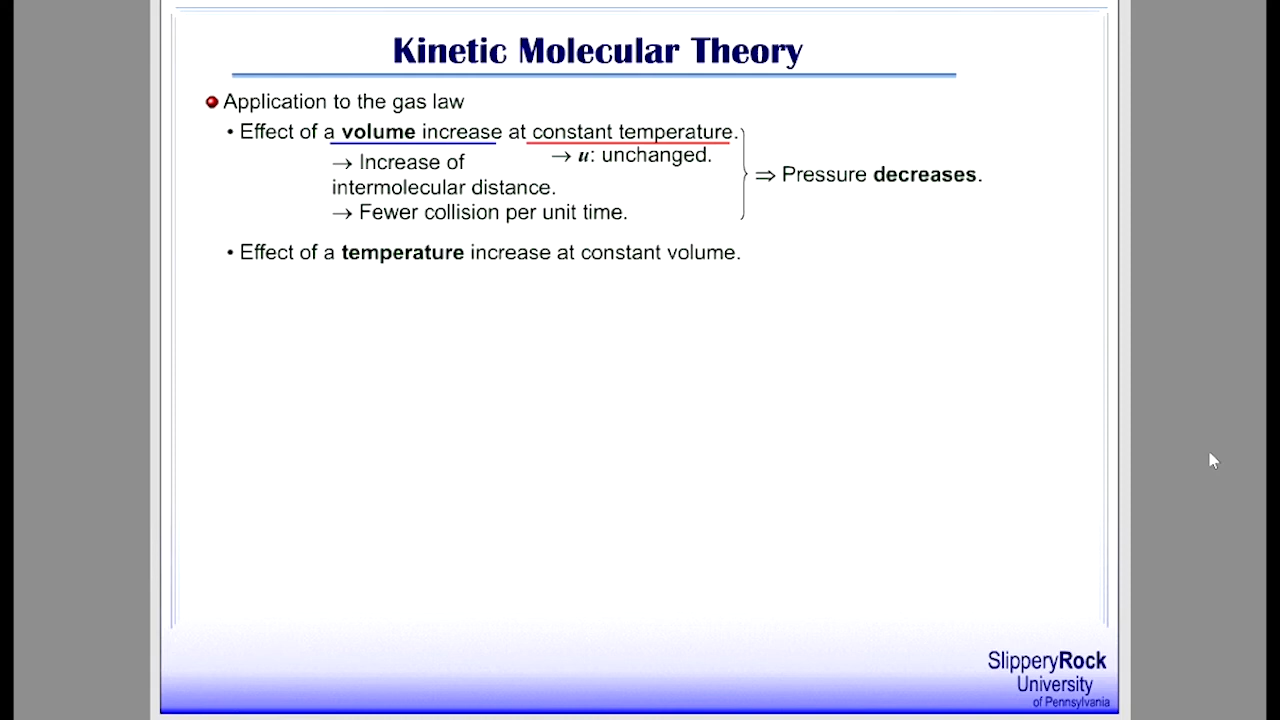 Kinetic Molecular Theory
Application to the gas law
• Effect of a volume increase at constant temperature.
→ u: unchanged.
→ Increase of
intermolecular distance.
→ Fewer collision per unit time.
⇒ Pressure decreases.
• Effect of a temperature increase at constant volume.
SlipperyRock
University
of Pennsylvania